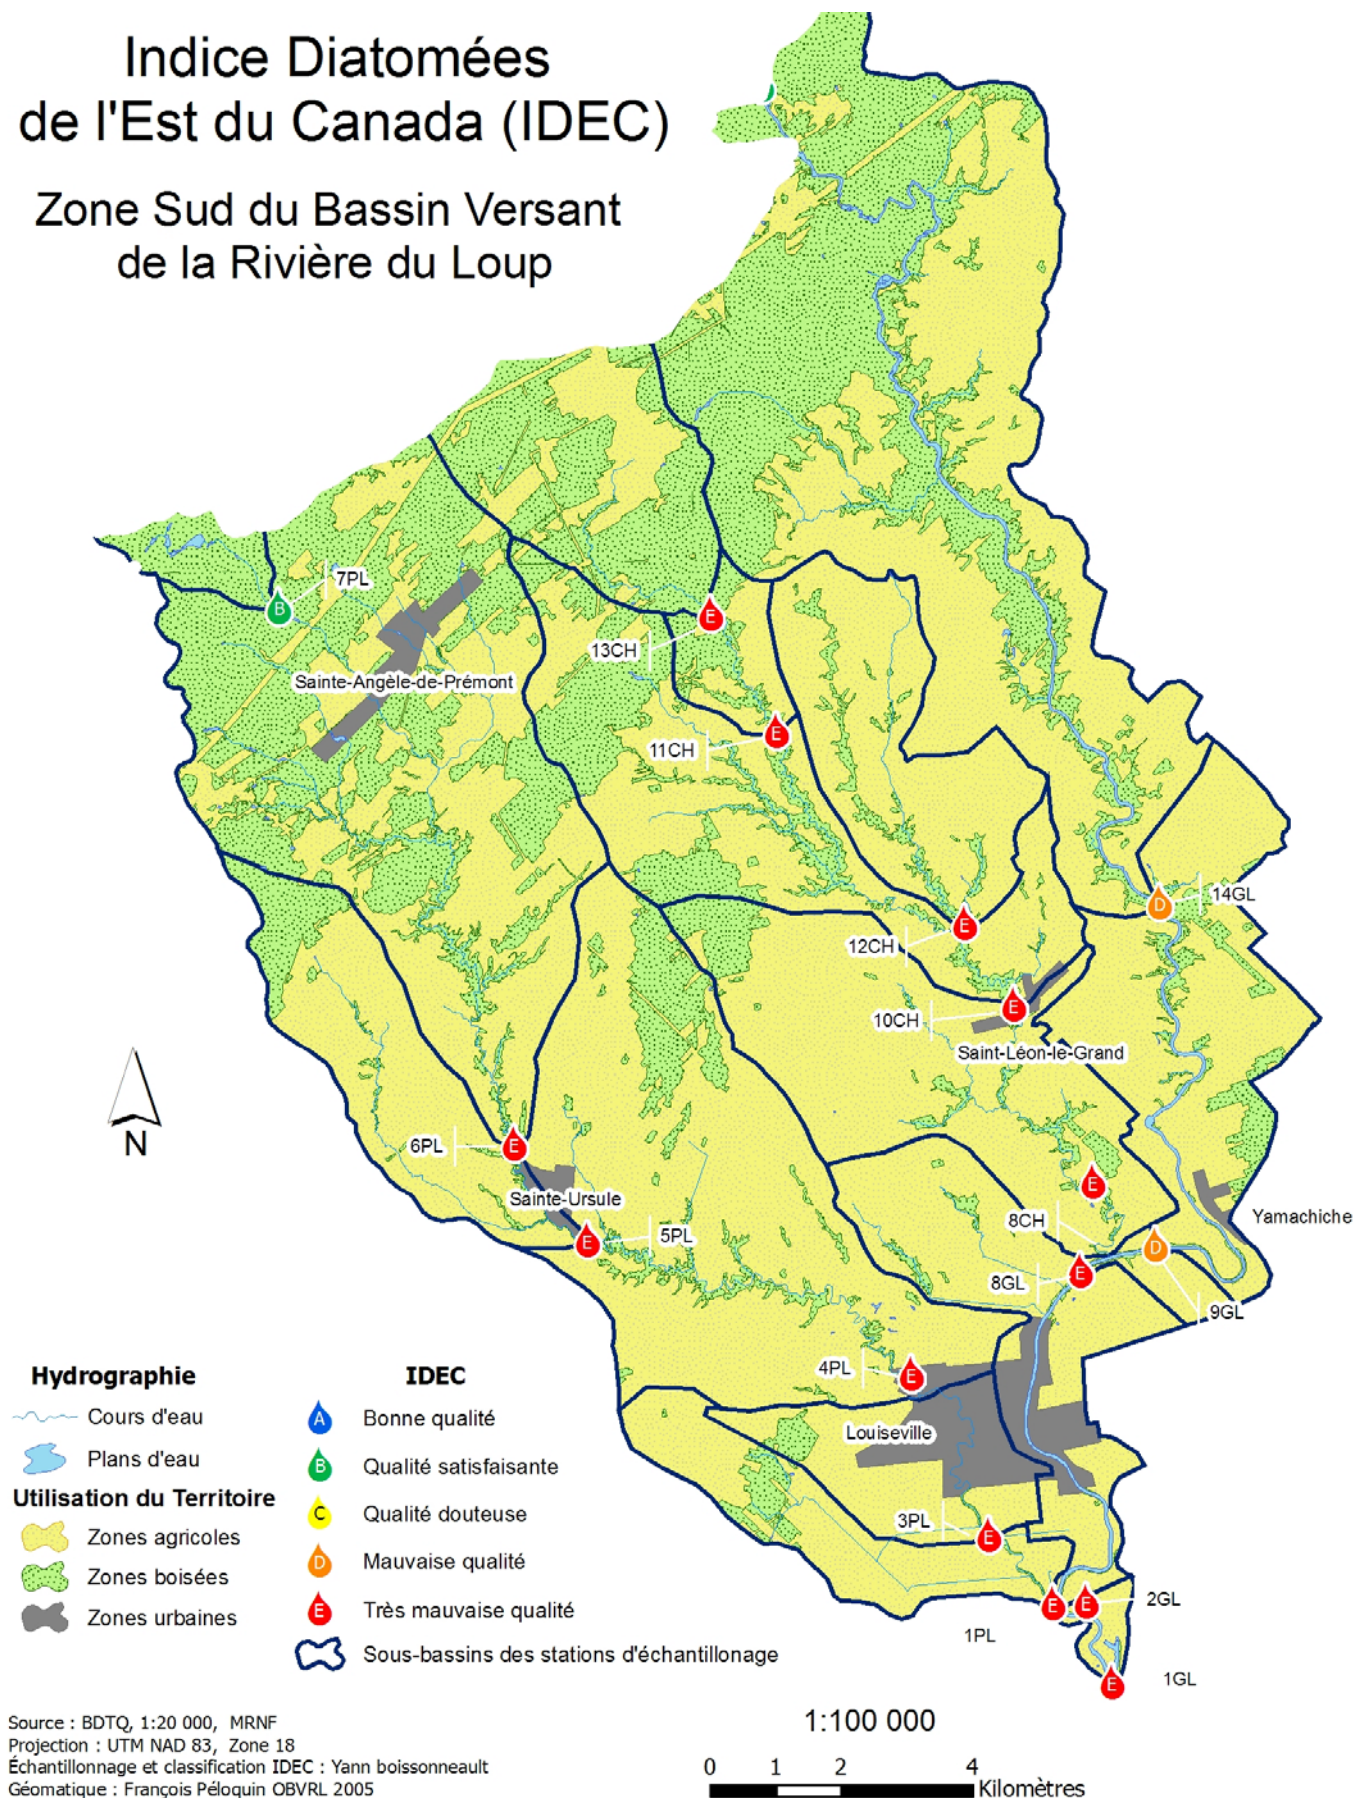 Indice Diatomées
de l'Est du Canada (IDEC)
Zone Sud du Bassin Versant
de la Rivière du Loup
B
7PL
Sainte-Angèle-de-Prémont
E
13CH
E
11CH
D
14GL
E
12CH
E
10CH
Saint-Léon-le-Grand
E
6PL
Sainte-Ursule
E
5PL
E
8CH
Yamachiche
D
9GL
E
8GL
E
4PL
Louiseville
E
3PL
E
1PL
E
2GL
E
1GL
N
Hydrographie
Cours d'eau
Plans d'eau
Utilisation du Territoire
Zones agricoles
Zones boisées
Zones urbaines
IDEC
A Bonne qualité
B Qualité satisfaisante
C Qualité douteuse
D Mauvaise qualité
E Très mauvaise qualité
Sous-bassins des stations d'échantillonage
Source : BDTQ, 1:20 000, MRNF
Projection : UTM NAD 83, Zone 18
Échantillonnage et classification IDEC : Yann boissonneault
Géomatique : François Péloquin OBVRL 2005
1:100 000
0 1 2 4
Kilomètres